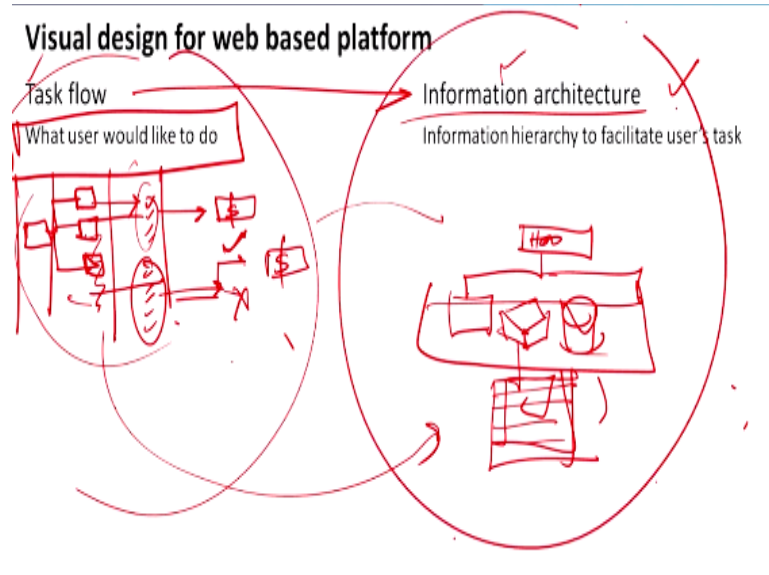 Visual design for web based platform
Task flow
Information architecture
What user would like to do
Information hierarchy to facilitate user's task
$
$